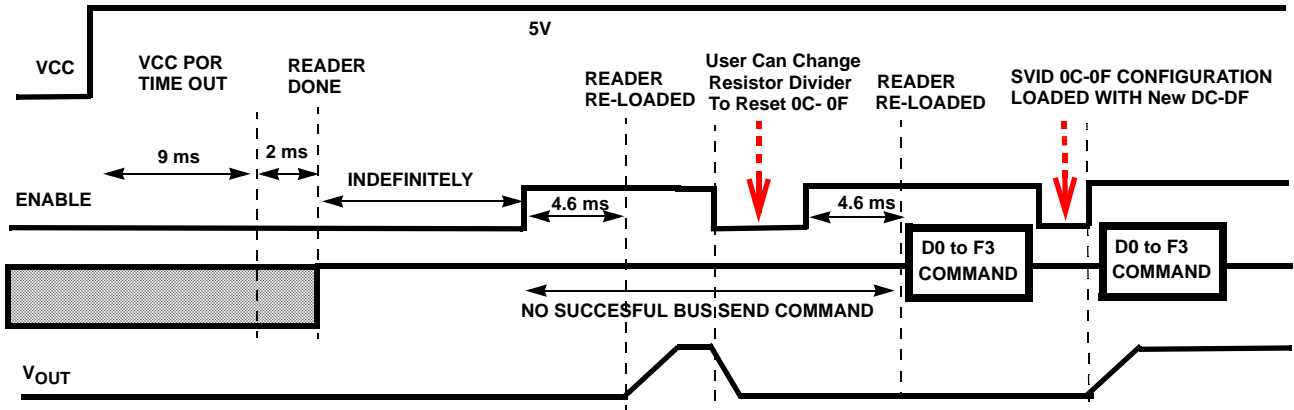 5V
VCC
VCC POR
TIME OUT
READER
DONE
READER
RE-LOADED
User Can Change
Resistor Divider
To Reset 0C- 0F
READER
RE-LOADED
SVID 0C-0F CONFIGURATION
LOADED WITH New DC-DF
9 ms
2 ms
INDEFINITELY
ENABLE
4.6 ms
4.6 ms
D0 to F3
COMMAND
D0 to F3
COMMAND
NO SUCCESFUL BUS SEND COMMAND
VOUT